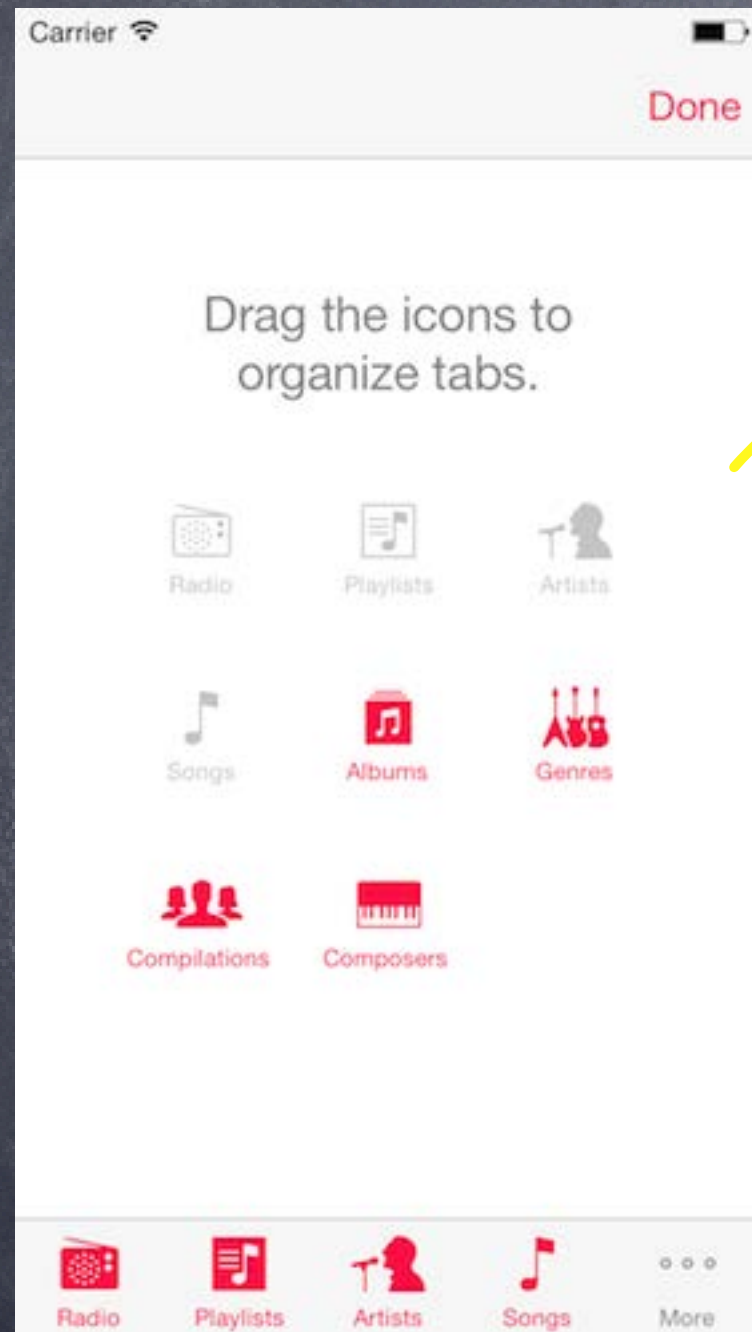 Carrier
Done
Drag the icons to
organize tabs.
Radio Playlists Artists
Songs Albums Genres
Compilations Composers
Radio Playlists Artists Songs More